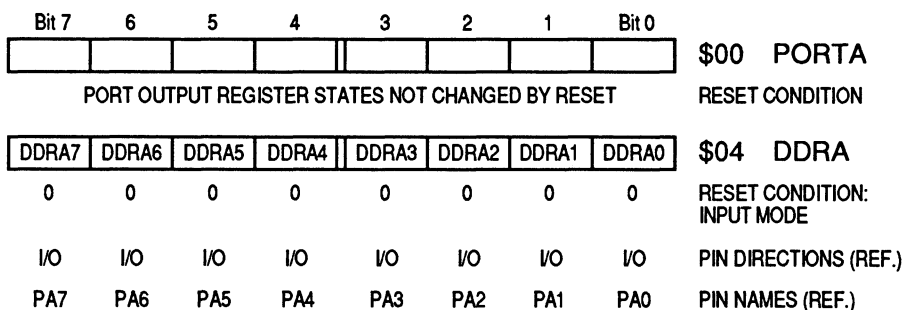 Bit 7 6 5 4 3 2 1 Bit 0
$00 PORTA
PORT OUTPUT REGISTER STATES NOT CHANGED BY RESET RESET CONDITION
DDRA7 DDRA6 DDRA5 DDRA4 DDRA3 DDRA2 DDRA1 DDRA0 $04 DDRA
0 0 0 0 0 0 0 0 RESET CONDITION:
INPUT MODE
I/O I/O I/O I/O I/O I/O I/O I/O PIN DIRECTIONS (REF.)
PA7 PA6 PA5 PA4 PA3 PA2 PA1 PA0 PIN NAMES (REF.)